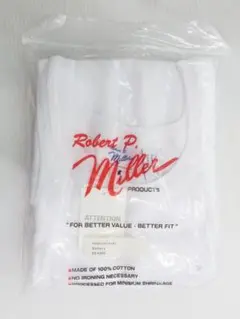 Robert P.
Miller
PRODUCTS
ATTENTION
"FOR BETTER VALUE - BETTER FIT"
●MADE OF 100% COTTON
●NO IRONING NECESSARY
●PROCESSED FOR MINIMUM SHRINKAGE